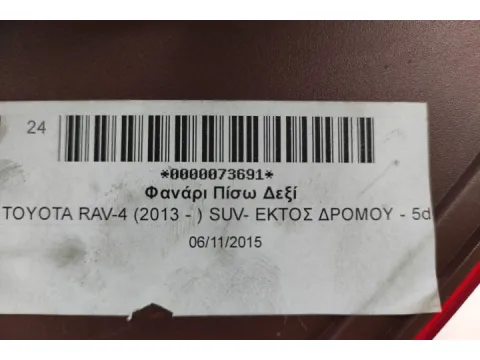 24
*0000073691*
Φανάρι Πίσω Δεξί
TOYOTA RAV-4 (2013 - ) SUV- ΕΚΤΟΣ ΔΡΟΜΟΥ - 5d
06/11/2015